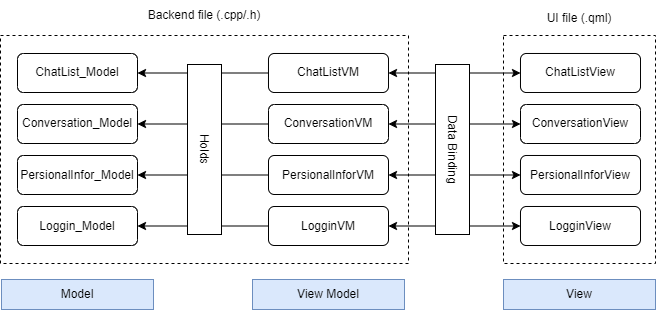 Backend file (.cpp/.h)
UI file (.qml)
ChatList_Model
ChatListVM
ChatListView
Conversation_Model
ConversationVM
ConversationView
Holds
Data Binding
PersionalInfor_Model
PersionalInforVM
PersionalInforView
Loggin_Model
LogginVM
LogginView
Model
View Model
View